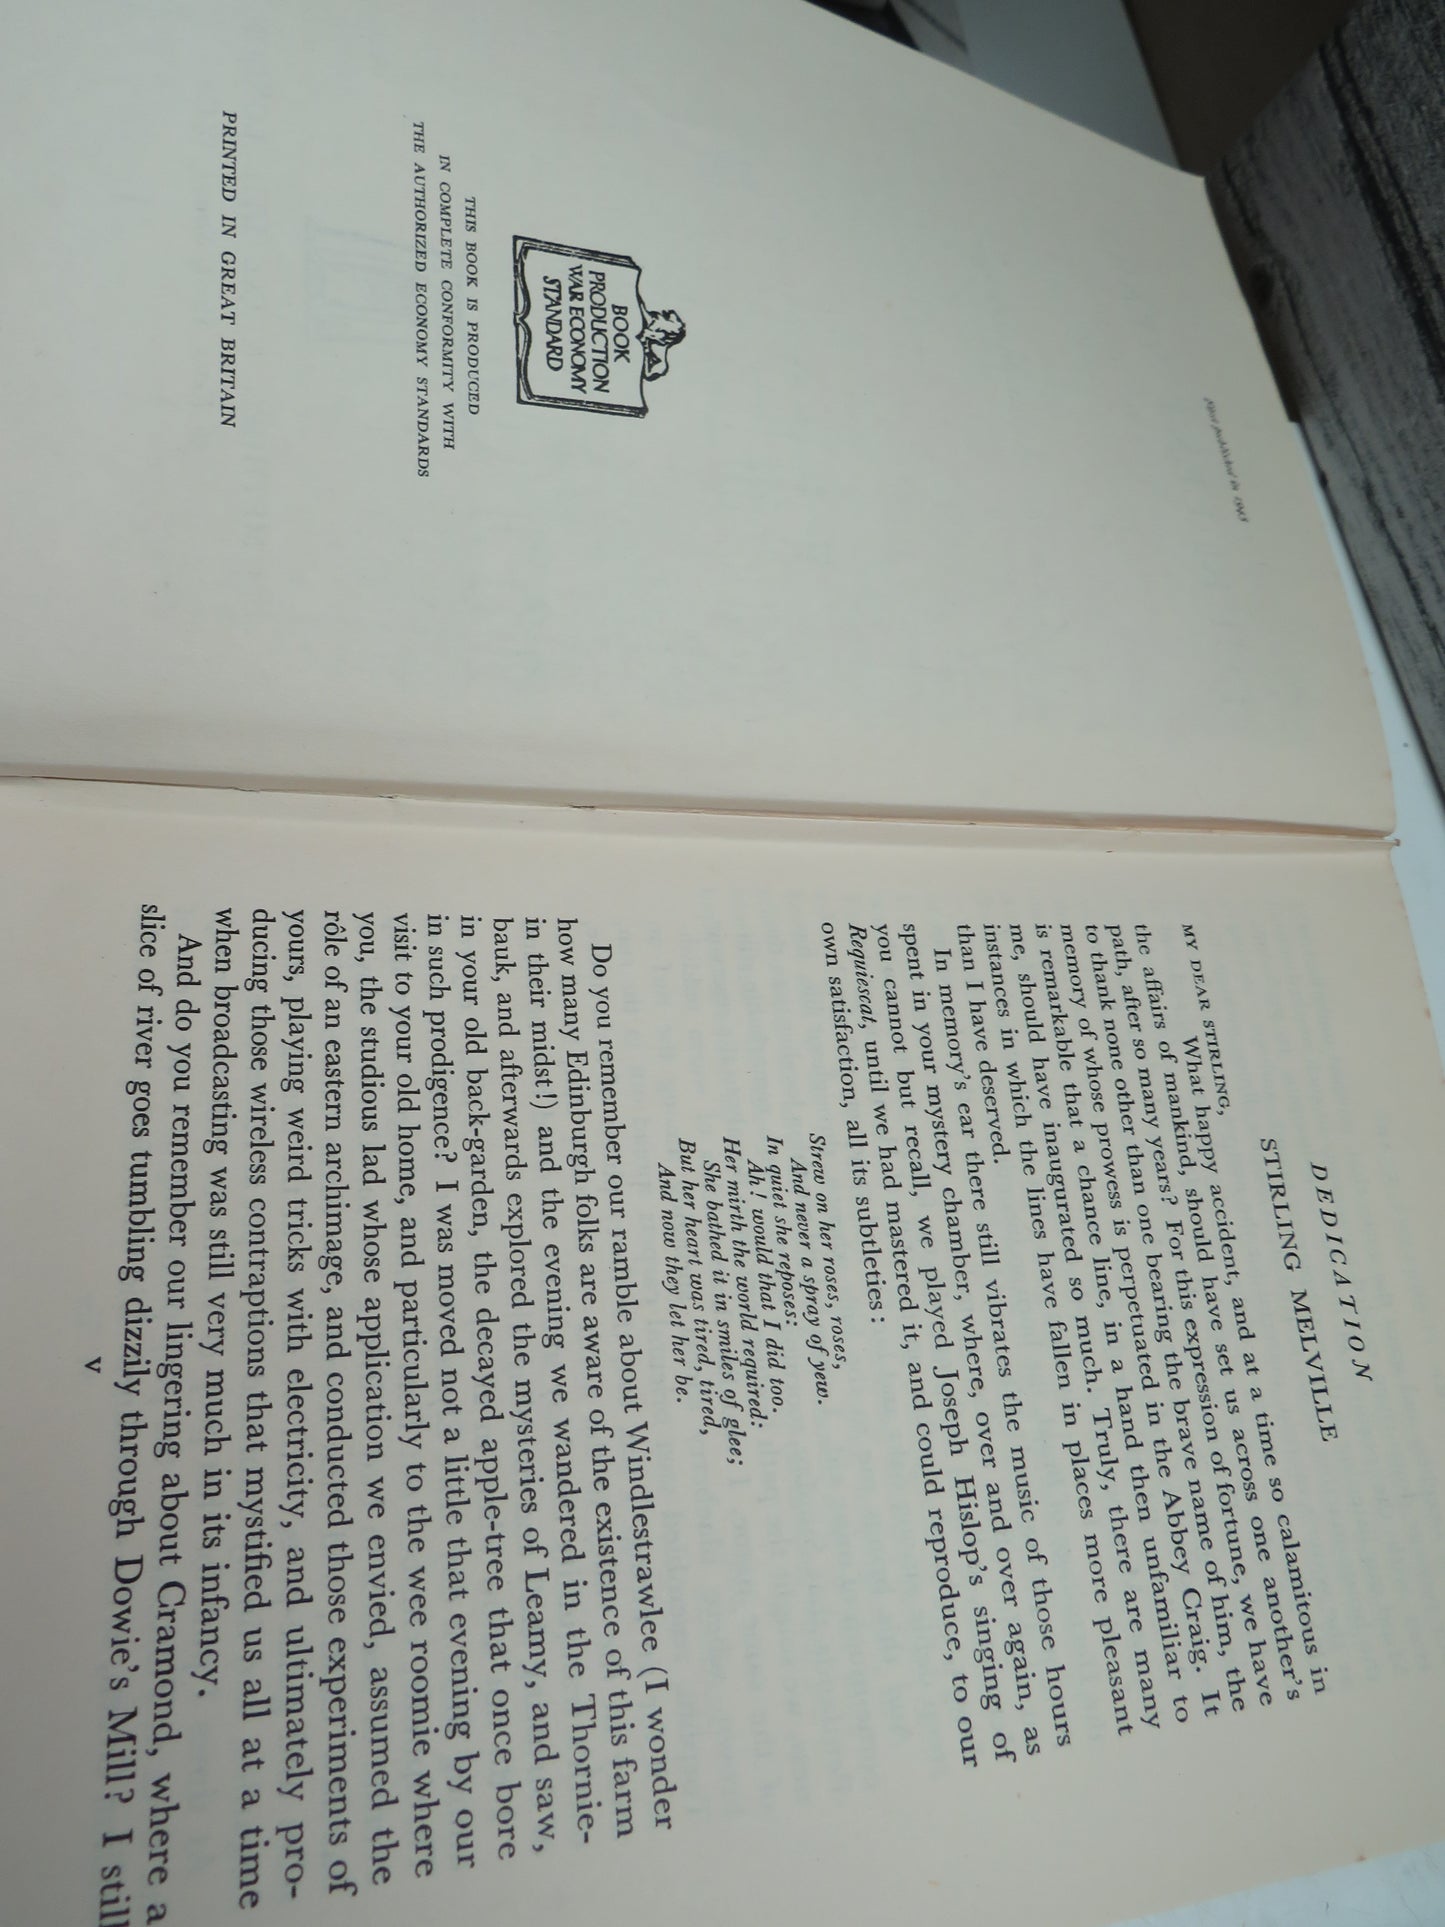 First published in 1943
BOOK
PRODUCTION
WAR ECONOMY
STANDARD
THIS BOOK IS PRODUCED
IN COMPLETE CONFORMITY WITH
THE AUTHORIZED ECONOMY STANDARDS
PRINTED IN GREAT BRITAIN
DEDICATION
STIRLING MELVILLE
MY DEAR STIRLING,
What happy accident, and at a time so calamitous in
the affairs of mankind, should have set us across one another's
path, after so many years? For this expression of fortune, we have
to thank none other than one bearing the brave name of him, the
memory of whose prowess is perpetuated in the Abbey Craig. It
is remarkable that a chance line, in a hand then unfamiliar to
me, should have inaugurated so much. Truly, there are many
instances in which the lines have fallen in places more pleasant
than I have deserved.
In memory's ear there still vibrates the music of those hours
spent in your mystery chamber, where, over and over again, as
you cannot but recall, we played Joseph Hislop's singing of
Requiescat, until we had mastered it, and could reproduce, to our
own satisfaction, all its subtleties:
Strew on her roses, roses,
And never a spray of yew.
In quiet she reposes:
Ah! would that I did too.
Her mirth the world required:
She bathed it in smiles of glee;
But her heart was tired, tired,
And now they let her be.
Do you remember our ramble about Windlestrawlee (I wonder
how many Edinburgh folks are aware of the existence of this farm
in their midst!) and the evening we wandered in the Thornie-
bauk, and afterwards explored the mysteries of Leamy, and saw,
in your old back-garden, the decayed apple-tree that once bore
in such prodigence? I was moved not a little that evening by our
visit to your old home, and particularly to the wee roomie where
you, the studious lad whose application we envied, assumed the
rôle of an eastern archimage, and conducted those experiments of
yours, playing weird tricks with electricity, and ultimately pro-
ducing those wireless contraptions that mystified us all at a time
when broadcasting was still very much in its infancy.
And do you remember our lingering about Cramond, where a
slice of river goes tumbling dizzily through Dowie's Mill? I still
v